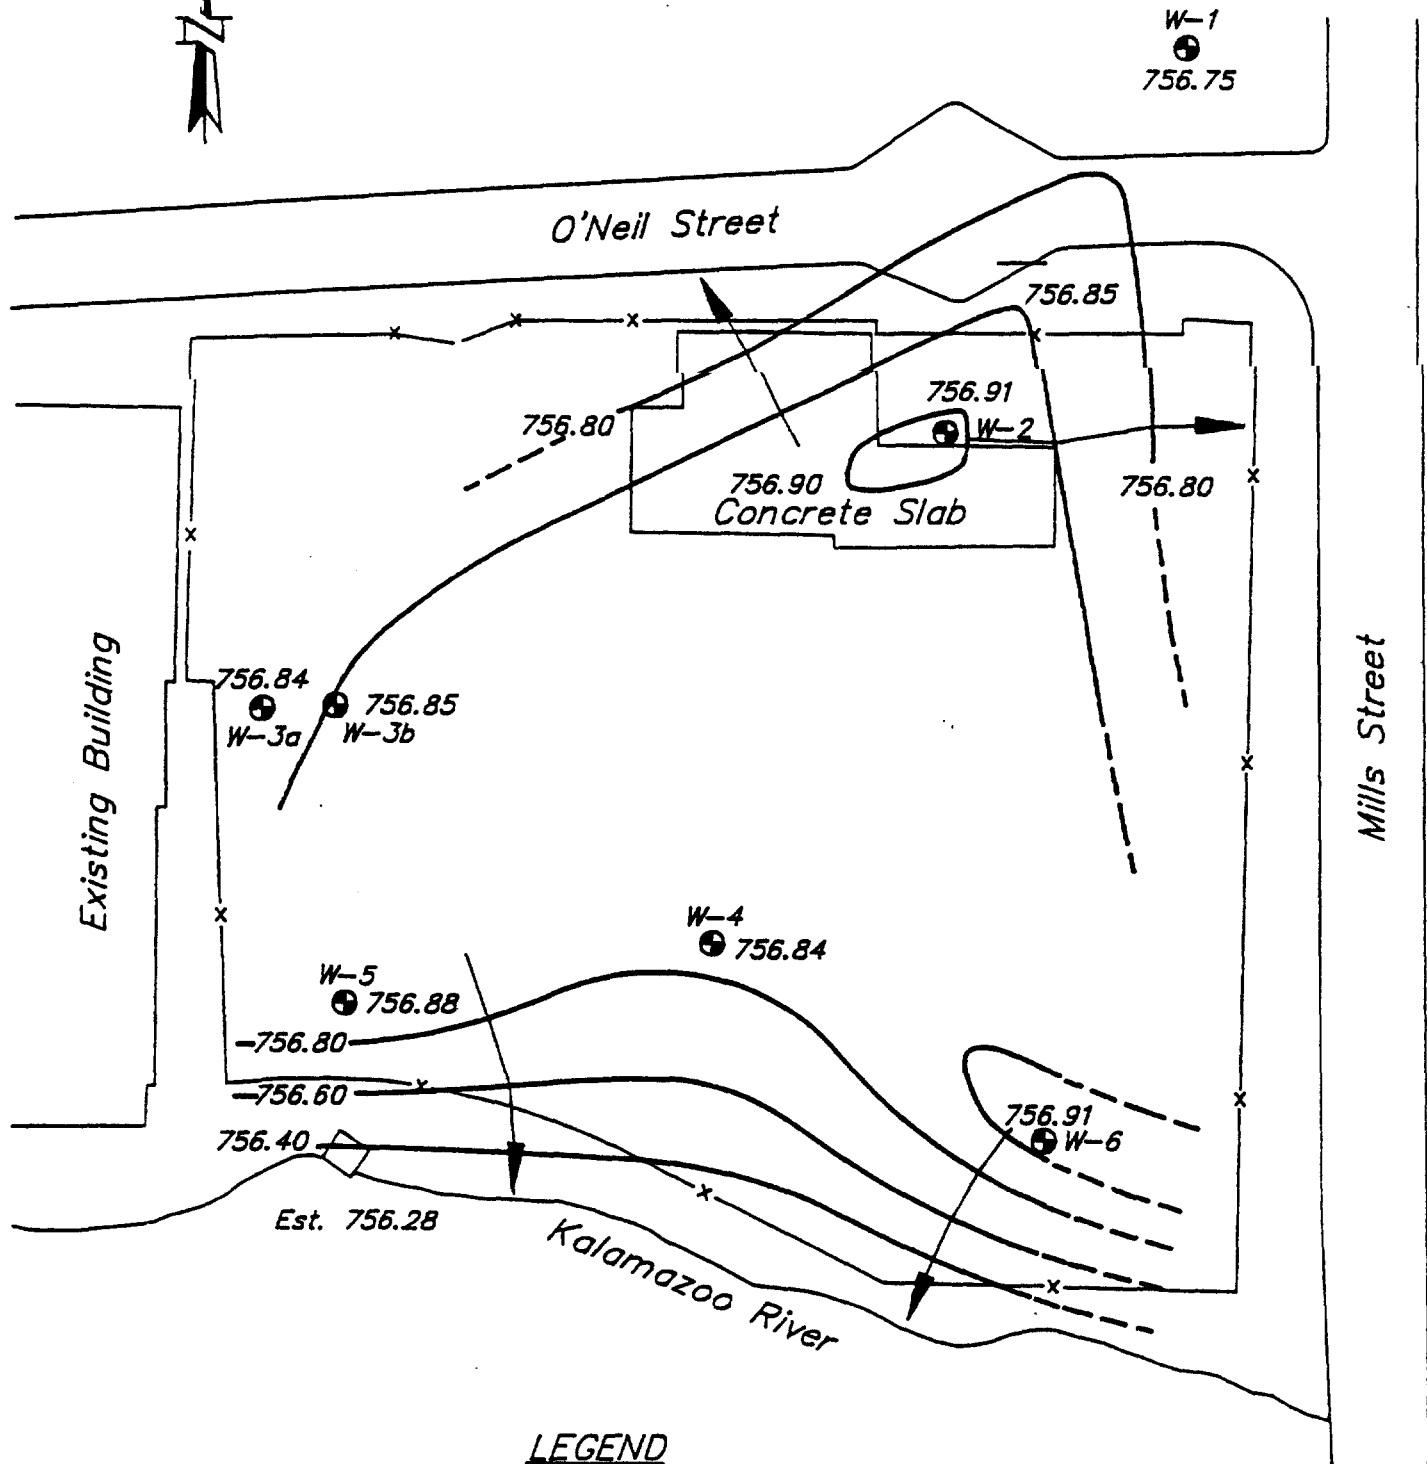 N
W-1
756.75
O'Neil Street
756.85
756.91
W-2
756.80
756.90
756.80
Concrete Slab
Existing Building
Mills Street
756.84
W-3a
756.85
W-3b
W-4
756.84
W-5
756.88
756.80
756.60
756.40
756.91
W-6
Est. 756.28
Kalamazoo River
LEGEND